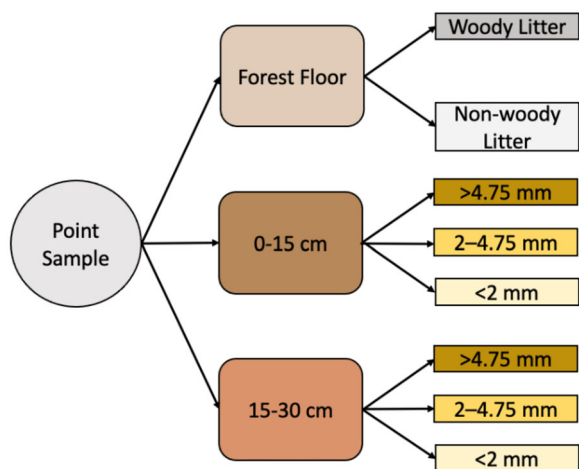 Woody Litter
Forest Floor
Non-woody
Litter
>4.75 mm
Point
Sample
0-15 cm
2–4.75 mm
<2 mm
>4.75 mm
15-30 cm
2–4.75 mm
<2 mm